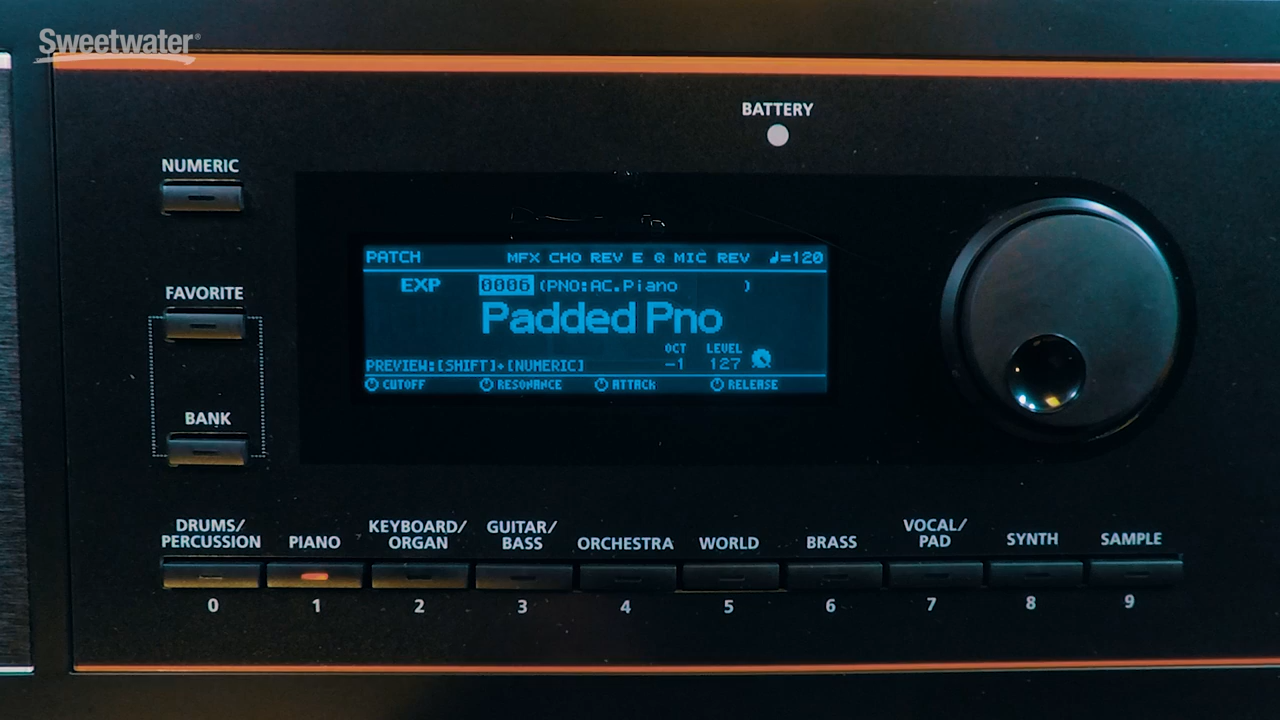 Sweetwater®
BATTERY
NUMERIC
PATCH MFX CHO REV E Q MIC REV ♩=120
FAVORITE
EXP 0006 (PNO:AC.Piano )
Padded Pno
OCT LEVEL
PREVIEW:[SHIFT]+[NUMERIC] -1 127
CUTOFF RESONANCE ATTACK RELEASE
BANK
DRUMS/
PERCUSSION
PIANO
KEYBOARD/
ORGAN
GUITAR/
BASS
ORCHESTRA
WORLD
BRASS
VOCAL/
PAD
SYNTH
SAMPLE
0 1 2 3 4 5 6 7 8 9